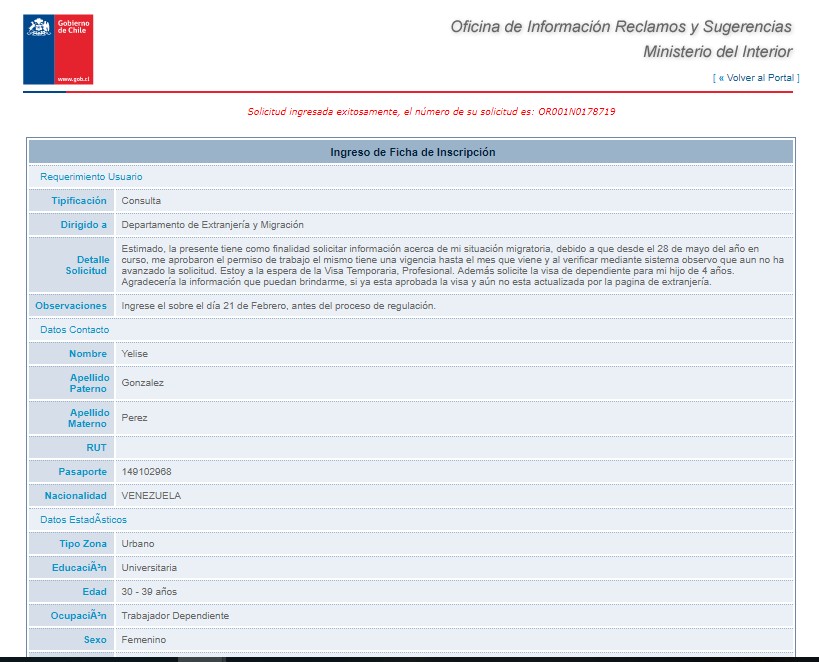 Gobierno
de Chile
www.gob.cl
Oficina de Información Reclamos y Sugerencias
Ministerio del Interior
[ « Volver al Portal ]
Solicitud ingresada exitosamente, el número de su solicitud es: OR001N0178719
Ingreso de Ficha de Inscripción
Requerimiento Usuario
Tipificación Consulta
Dirigido a Departamento de Extranjería y Migración
Detalle Solicitud
Estimado, la presente tiene como finalidad solicitar información acerca de mi situación migratoria, debido a que desde el 28 de mayo del año en
curso, me aprobaron el permiso de trabajo el mismo tiene una vigencia hasta el mes que viene y al verificar mediante sistema observo que aun no ha
avanzado la solicitud. Estoy a la espera de la Visa Temporaria, Profesional. Además solicite la visa de dependiente para mi hijo de 4 años.
Agradecería la información que puedan brindarme, si ya esta aprobada la visa y aún no esta actualizada por la pagina de extranjería.
Observaciones Ingrese el sobre el día 21 de Febrero, antes del proceso de regulación.
Datos Contacto
Nombre Yelise
Apellido Paterno Gonzalez
Apellido Materno Perez
RUT
Pasaporte 149102968
Nacionalidad VENEZUELA
Datos EstadÃsticos
Tipo Zona Urbano
EducaciÃ³n Universitaria
Edad 30 - 39 años
OcupaciÃ³n Trabajador Dependiente
Sexo Femenino